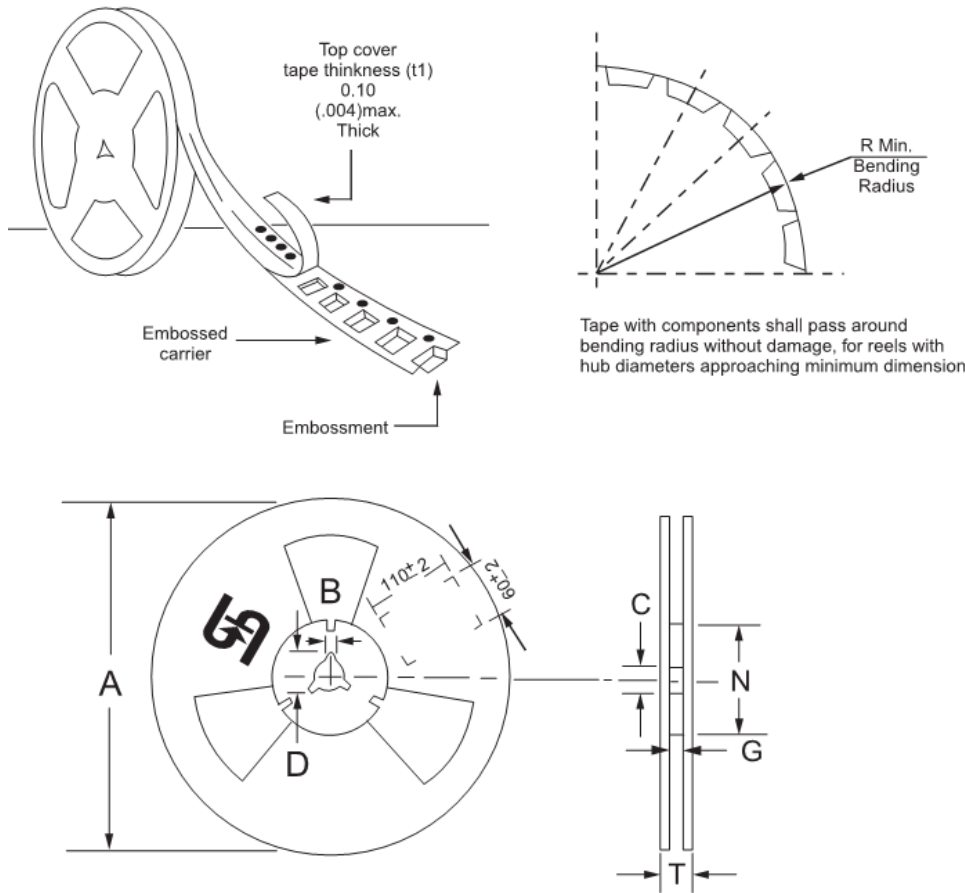 Top cover
tape thinkness (t1)
0.10
(.004)max.
Thick
R Min.
Bending
Radius
Embossed
carrier
Embossment
Tape with components shall pass around
bending radius without damage, for reels with
hub diameters approaching minimum dimension
A
B
110±2
60±2
D
C
N
G
T